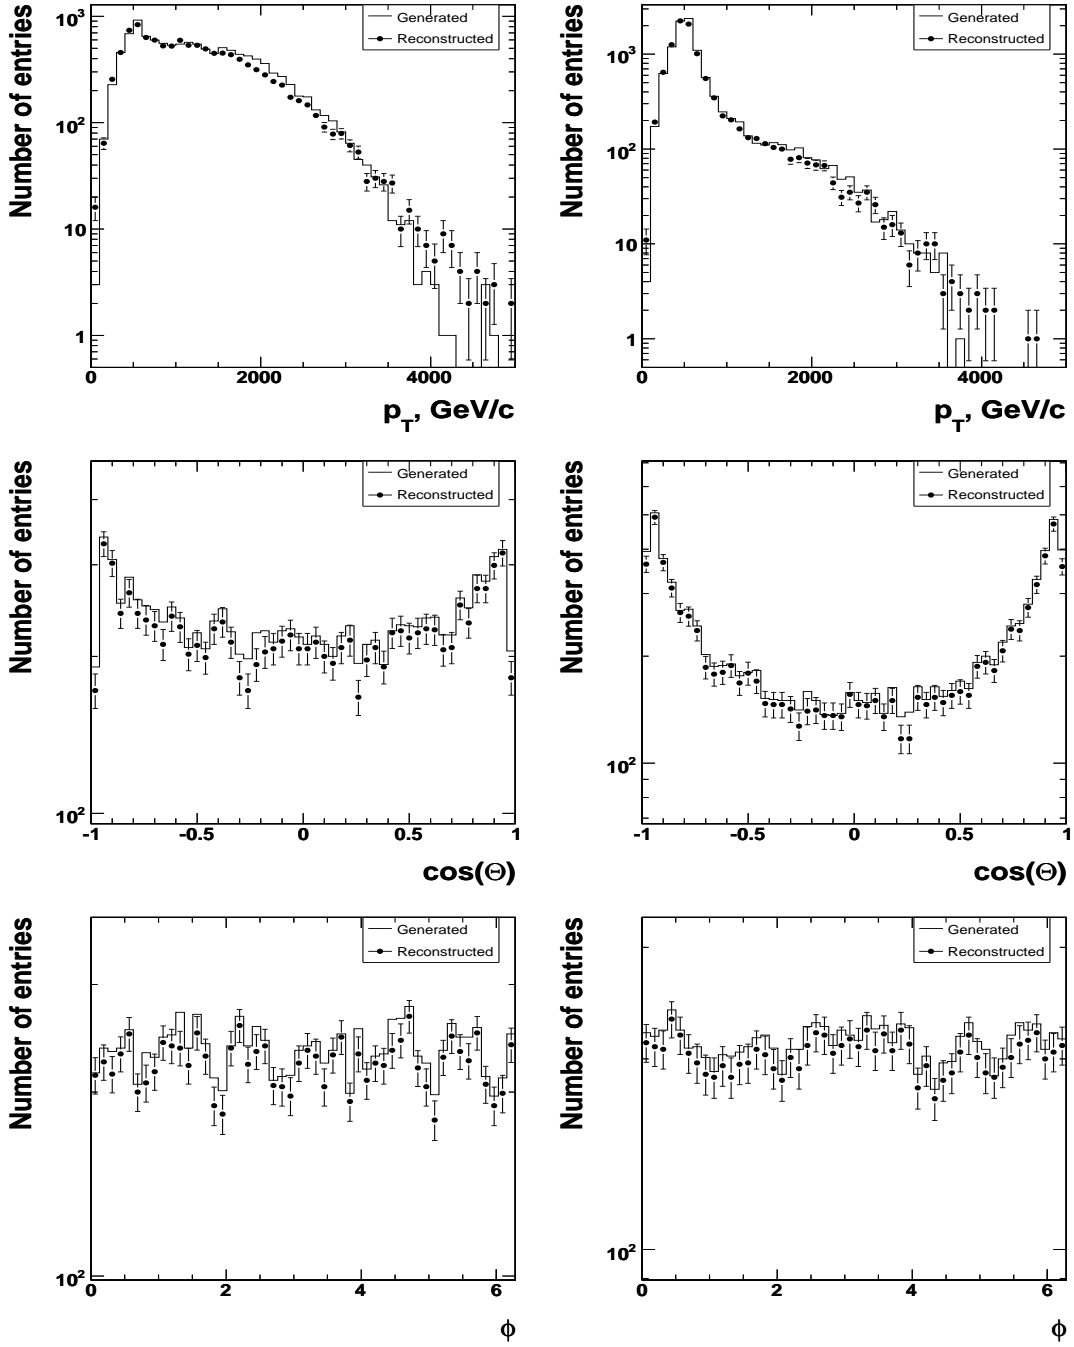 Number of entries
10³
10²
10
1
Generated
Reconstructed
0 2000 4000
p_T, GeV/c
Number of entries
10³
10²
10
1
Generated
Reconstructed
0 2000 4000
p_T, GeV/c
Number of entries
10²
Generated
Reconstructed
-1 -0.5 0 0.5 1
cos(Θ)
Number of entries
10²
Generated
Reconstructed
-1 -0.5 0 0.5 1
cos(Θ)
Number of entries
10²
Generated
Reconstructed
0 2 4 6
ϕ
Number of entries
10²
Generated
Reconstructed
0 2 4 6
ϕ